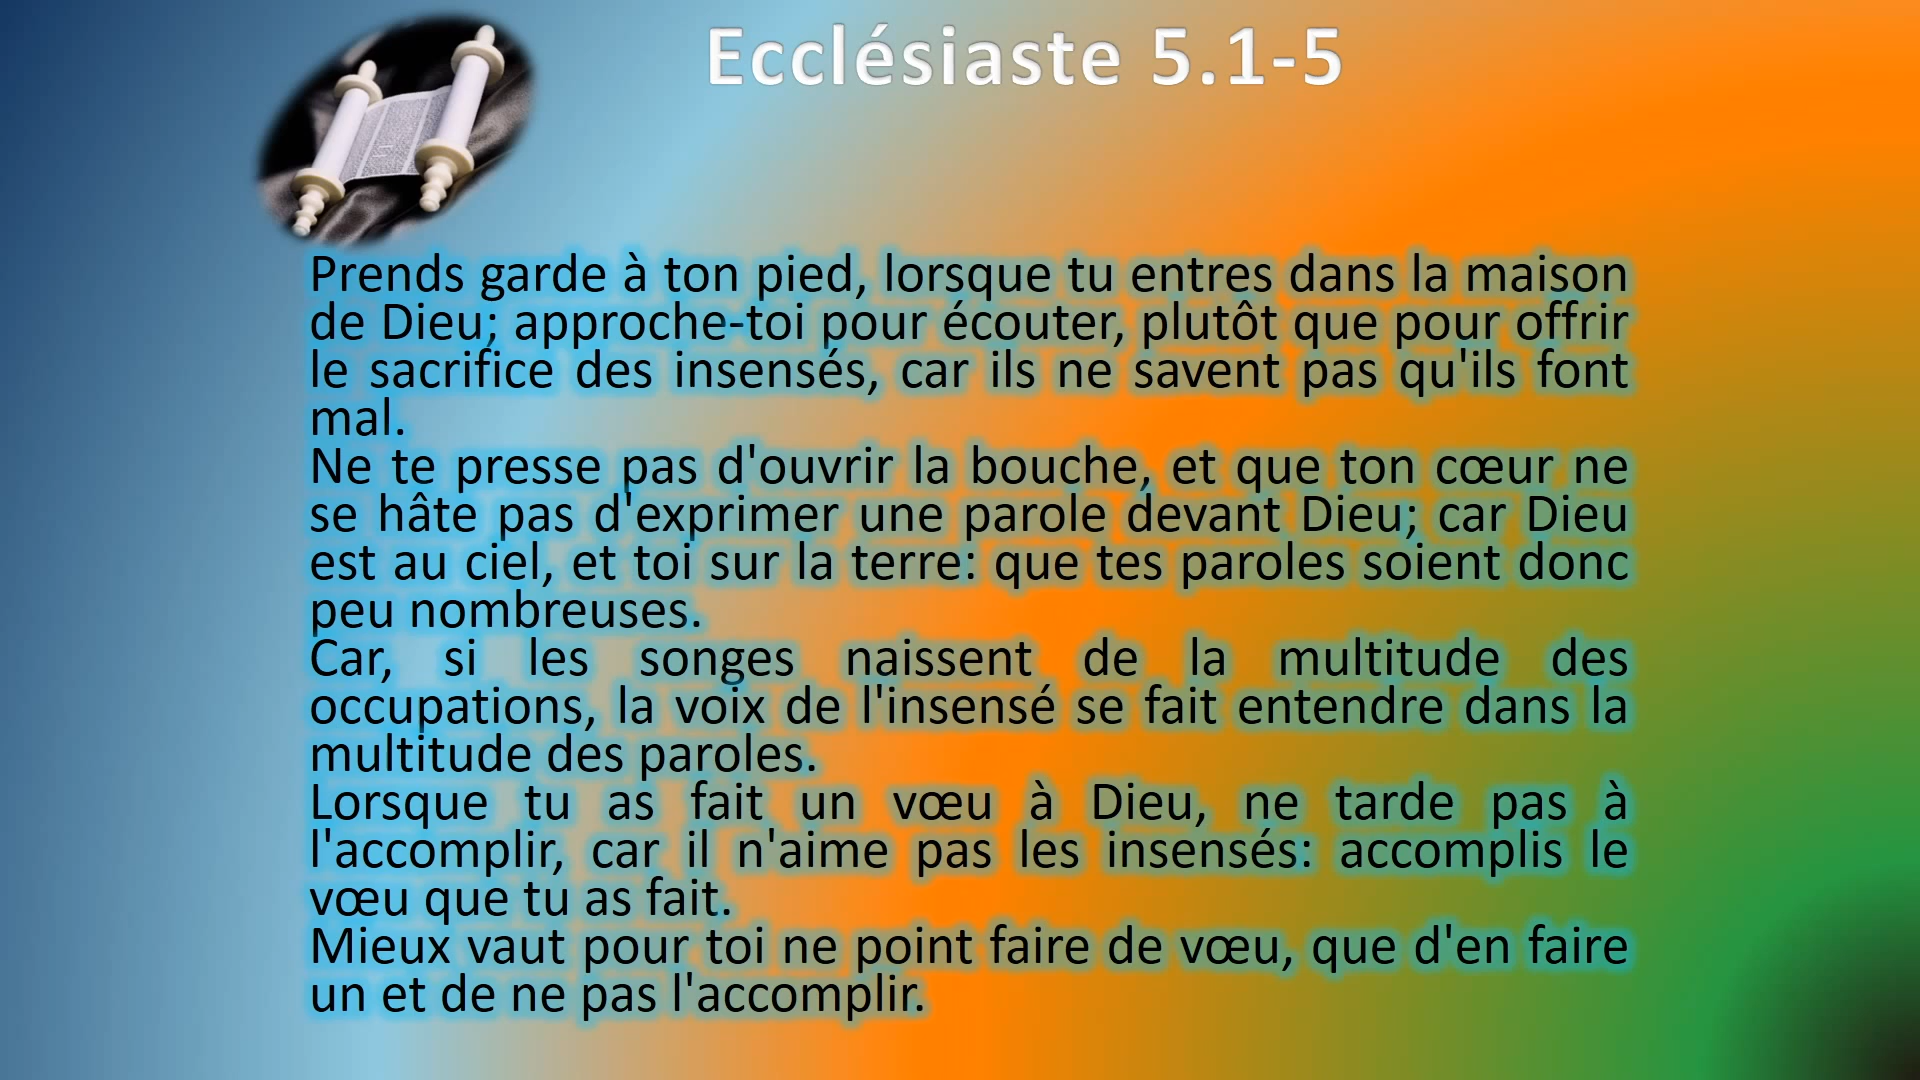 Ecclésiaste 5.1-5
Prends garde à ton pied, lorsque tu entres dans la maison
de Dieu; approche-toi pour écouter, plutôt que pour offrir
le sacrifice des insensés, car ils ne savent pas qu'ils font
mal.
Ne te presse pas d'ouvrir la bouche, et que ton cœur ne
se hâte pas d'exprimer une parole devant Dieu; car Dieu
est au ciel, et toi sur la terre: que tes paroles soient donc
peu nombreuses.
Car, si les songes naissent de la multitude des
occupations, la voix de l'insensé se fait entendre dans la
multitude des paroles.
Lorsque tu as fait un vœu à Dieu, ne tarde pas à
l'accomplir, car il n'aime pas les insensés: accomplis le
vœu que tu as fait.
Mieux vaut pour toi ne point faire de vœu, que d'en faire
un et de ne pas l'accomplir.